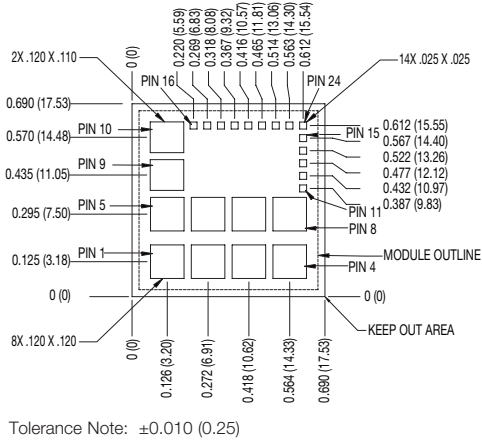 0 (0)
0.220 (5.59)
0.269 (6.83)
0.318 (8.08)
0.367 (9.32)
0.416 (10.57)
0.465 (11.81)
0.514 (13.06)
0.563 (14.30)
0.612 (15.54)
2X .120 X .110
14X .025 X .025
PIN 16
PIN 24
0.690 (17.53)
PIN 10
0.570 (14.48)
PIN 9
0.435 (11.05)
PIN 5
0.295 (7.50)
PIN 1
0.125 (3.18)
0 (0)
0.612 (15.55)
PIN 15
0.567 (14.40)
0.522 (13.26)
0.477 (12.12)
0.432 (10.97)
PIN 11
0.387 (9.83)
PIN 8
MODULE OUTLINE
PIN 4
0 (0)
KEEP OUT AREA
8X .120 X .120
0 (0)
0.126 (3.20)
0.272 (6.91)
0.418 (10.62)
0.564 (14.33)
0.690 (17.53)
Tolerance Note: ±0.010 (0.25)